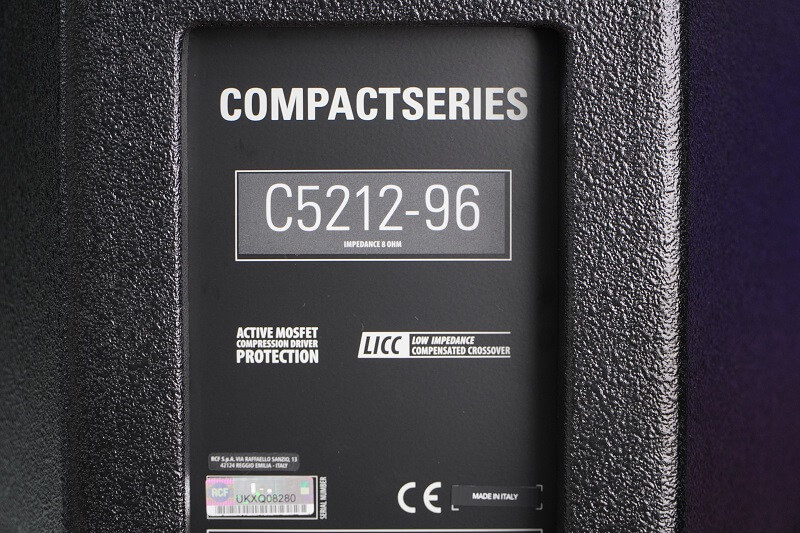 COMPACTSERIES
C5212-96
IMPEDANCE 8 OHM
ACTIVE MOSFET
COMPRESSION DRIVER
PROTECTION
LICC
LOW IMPEDANCE
COMPENSATED CROSSOVER
RCF S.p.A. VIA RAFFAELLO SANZIO, 13
42124 REGGIO EMILIA - ITALY
RCF
UKXQ08280
SERIAL NUMBER
CE
MADE IN ITALY